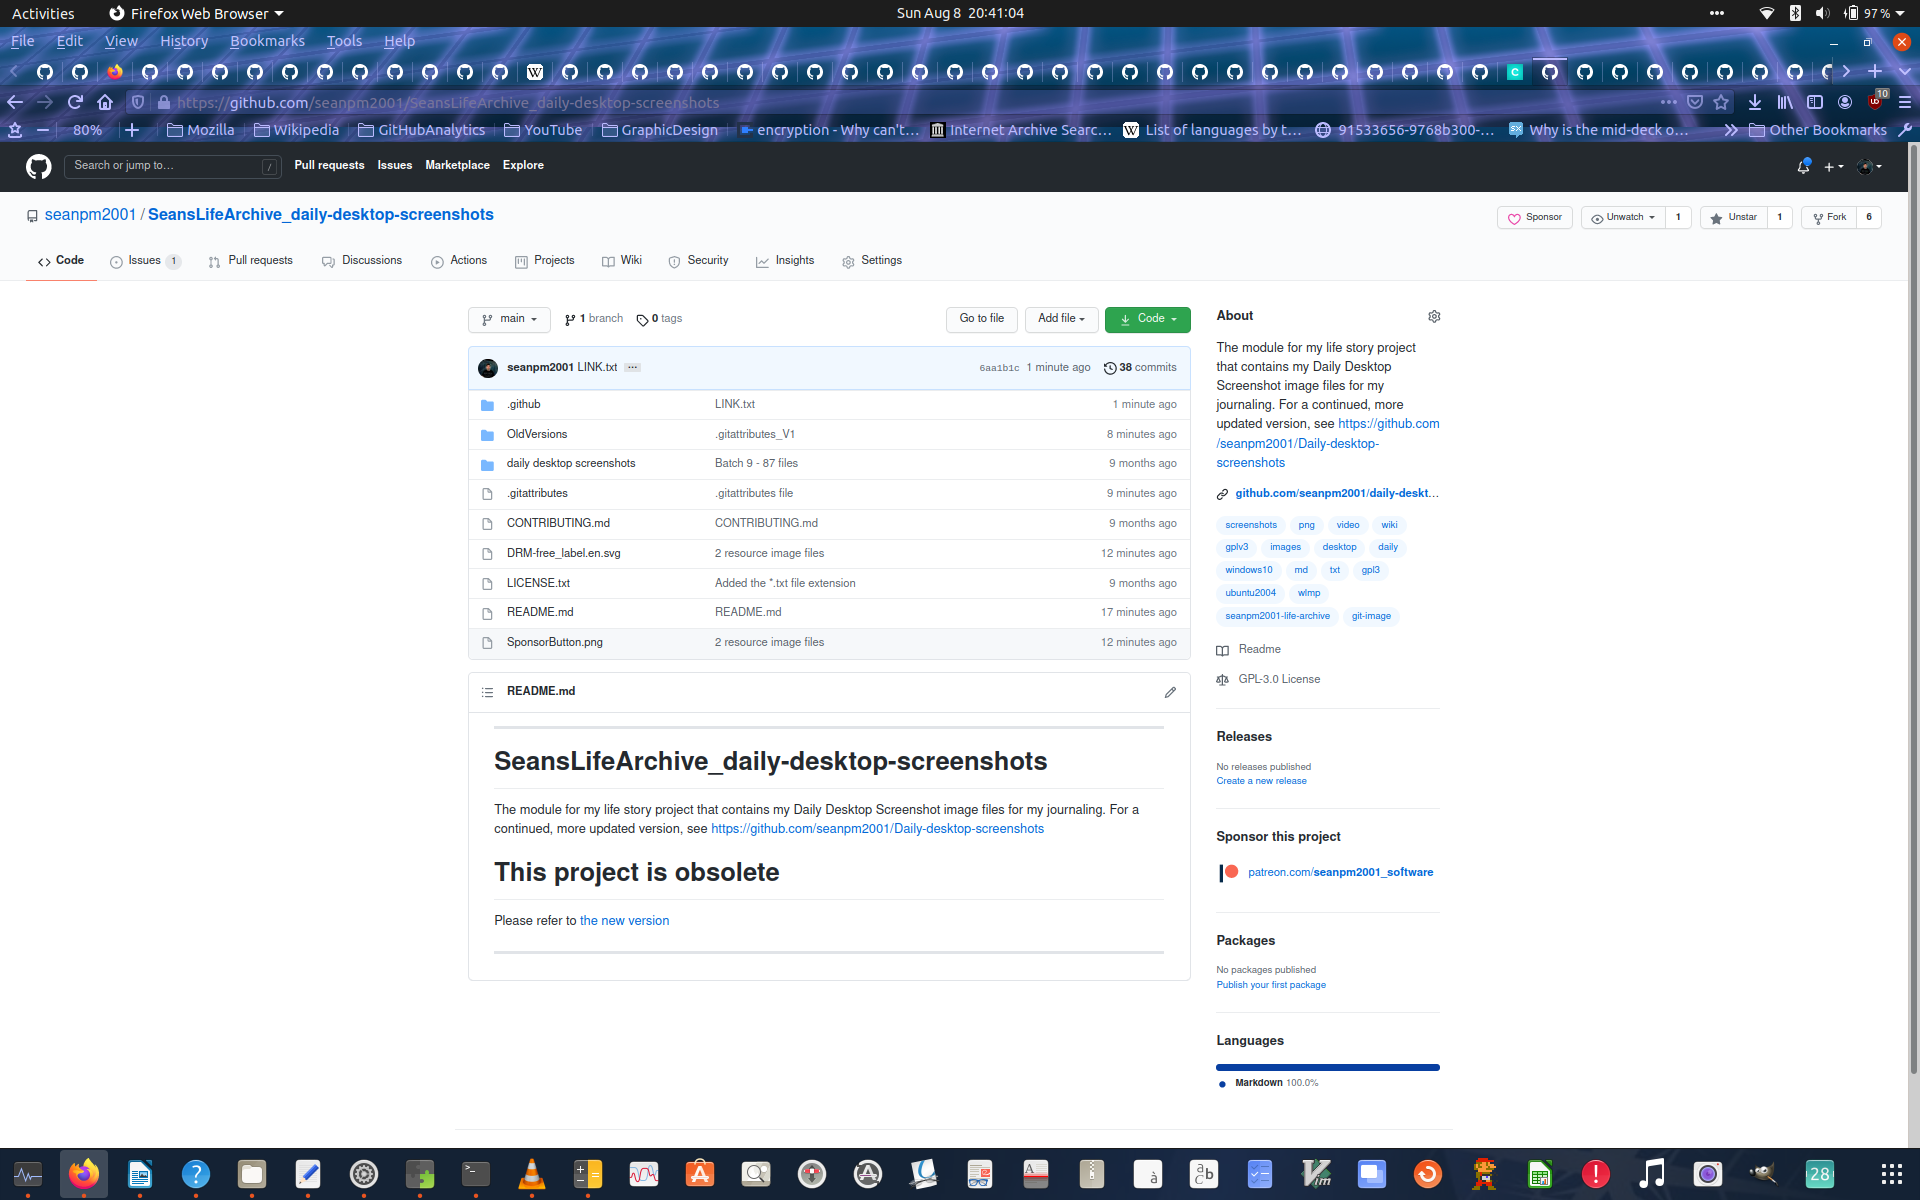 Activities Firefox Web Browser Sun Aug 8 20:41:04 97 %
File Edit View History Bookmarks Tools Help
https://github.com/seanpm2001/SeansLifeArchive_daily-desktop-screenshots 10
80% Mozilla Wikipedia GitHubAnalytics YouTube GraphicDesign encryption - Why can't… Internet Archive Searc… List of languages by t… 91533656-9768b300-… Why is the mid-deck o… Other Bookmarks
Search or jump to… / Pull requests Issues Marketplace Explore
seanpm2001 / SeansLifeArchive_daily-desktop-screenshots Sponsor Unwatch 1 Unstar 1 Fork 6
Code Issues 1 Pull requests Discussions Actions Projects Wiki Security Insights Settings
main 1 branch 0 tags Go to file Add file Code
seanpm2001 LINK.txt ... 6aa1b1c 1 minute ago 38 commits
.github LINK.txt 1 minute ago
OldVersions .gitattributes_V1 8 minutes ago
daily desktop screenshots Batch 9 - 87 files 9 months ago
.gitattributes .gitattributes file 9 minutes ago
CONTRIBUTING.md CONTRIBUTING.md 9 months ago
DRM-free_label.en.svg 2 resource image files 12 minutes ago
LICENSE.txt Added the *.txt file extension 9 months ago
README.md README.md 17 minutes ago
SponsorButton.png 2 resource image files 12 minutes ago
README.md
SeansLifeArchive_daily-desktop-screenshots
The module for my life story project that contains my Daily Desktop Screenshot image files for my journaling. For a
continued, more updated version, see https://github.com/seanpm2001/Daily-desktop-screenshots
This project is obsolete
Please refer to the new version
About
The module for my life story project
that contains my Daily Desktop
Screenshot image files for my
journaling. For a continued, more
updated version, see https://github.com
/seanpm2001/Daily-desktop-
screenshots
github.com/seanpm2001/daily-deskt…
screenshots png video wiki
gplv3 images desktop daily
windows10 md txt gpl3
ubuntu2004 wlmp
seanpm2001-life-archive git-image
Readme
GPL-3.0 License
Releases
No releases published
Create a new release
Sponsor this project
patreon.com/seanpm2001_software
Packages
No packages published
Publish your first package
Languages
Markdown 100.0%
28